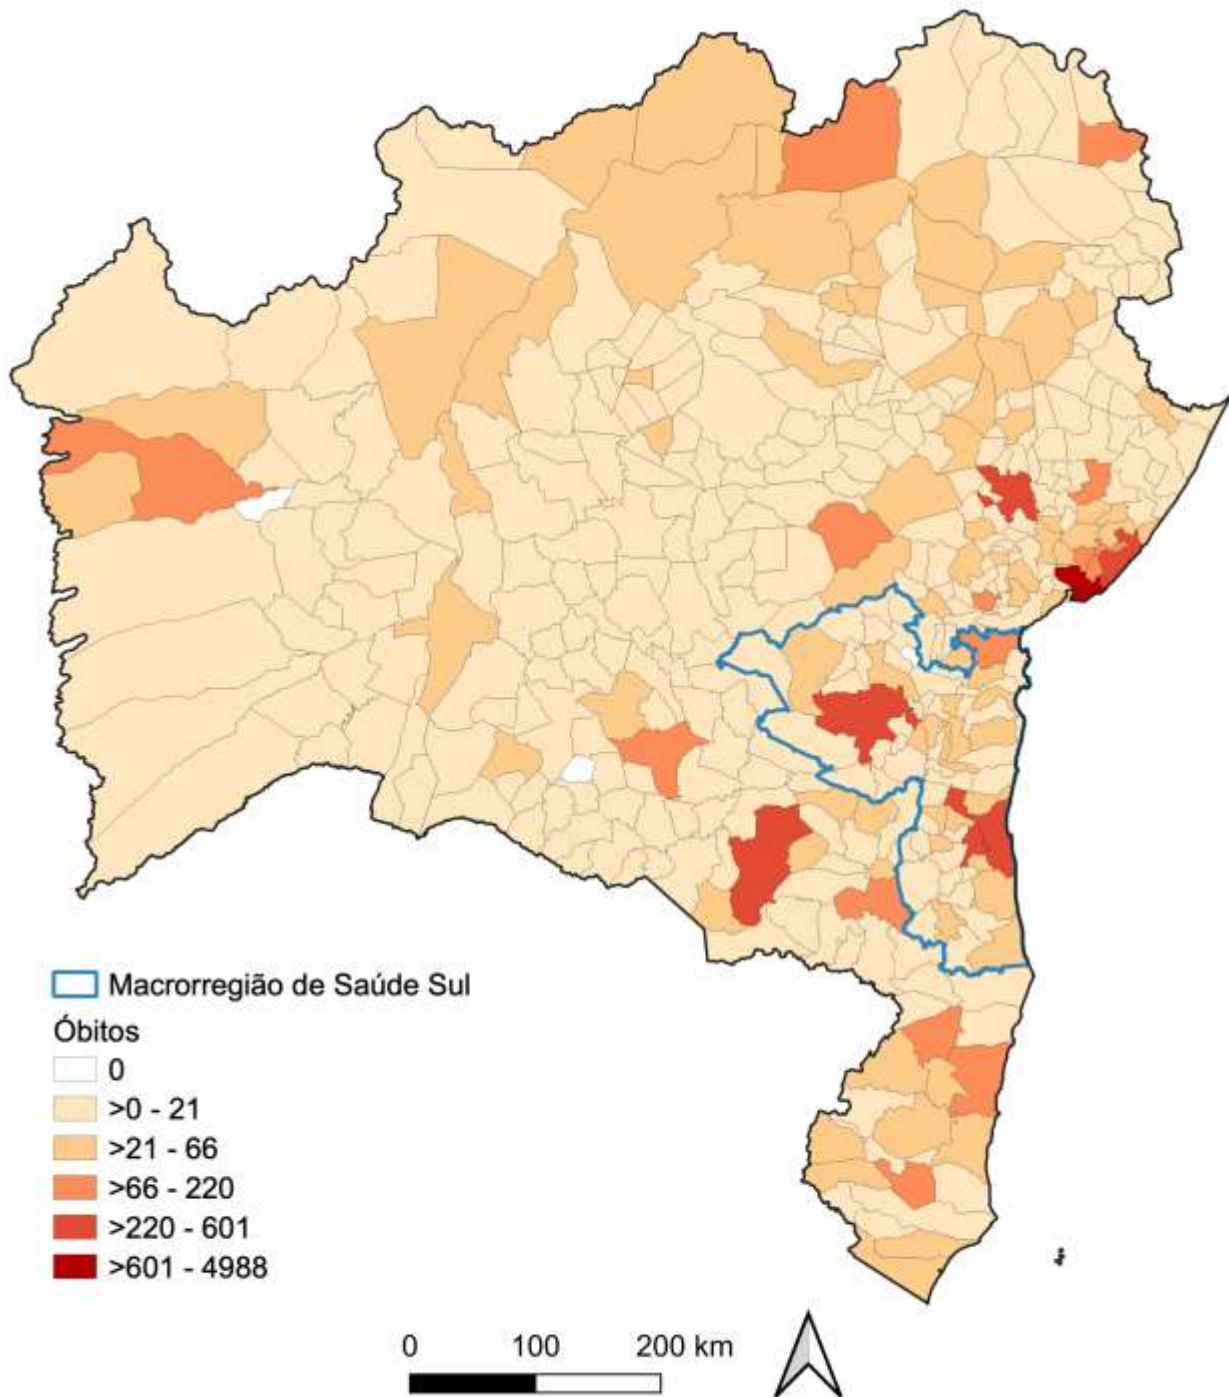 Macrorregião de Saúde Sul
Óbitos
0
>0 - 21
>21 - 66
>66 - 220
>220 - 601
>601 - 4988
0 100 200 km